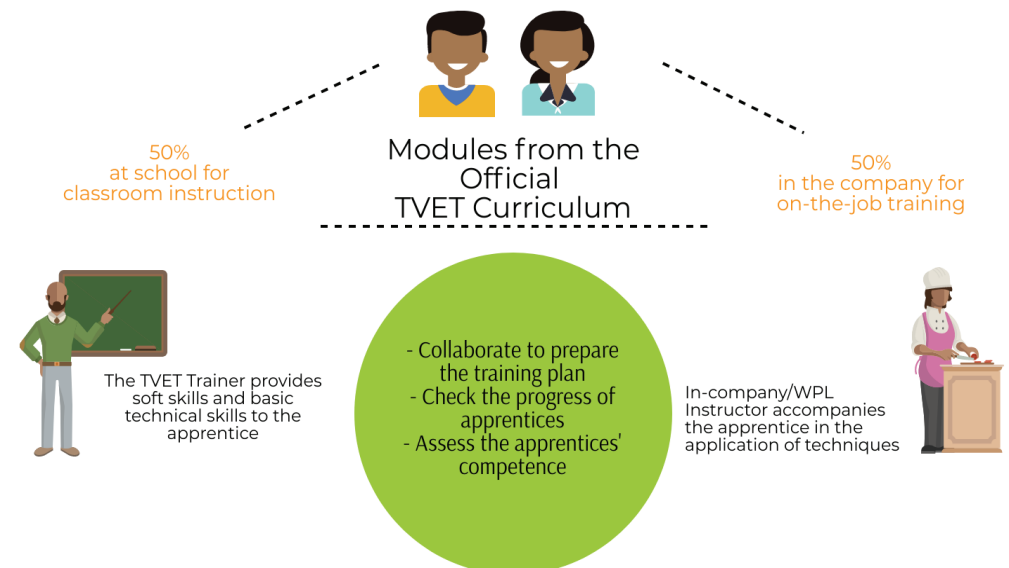 Modules from the
Official
TVET Curriculum
50%
at school for
classroom instruction
50%
in the company for
on-the-job training
The TVET Trainer provides
soft skills and basic
technical skills to the
apprentice
- Collaborate to prepare
the training plan
- Check the progress of
apprentices
- Assess the apprentices'
competence
In-company/WPL
Instructor accompanies
the apprentice in the
application of techniques